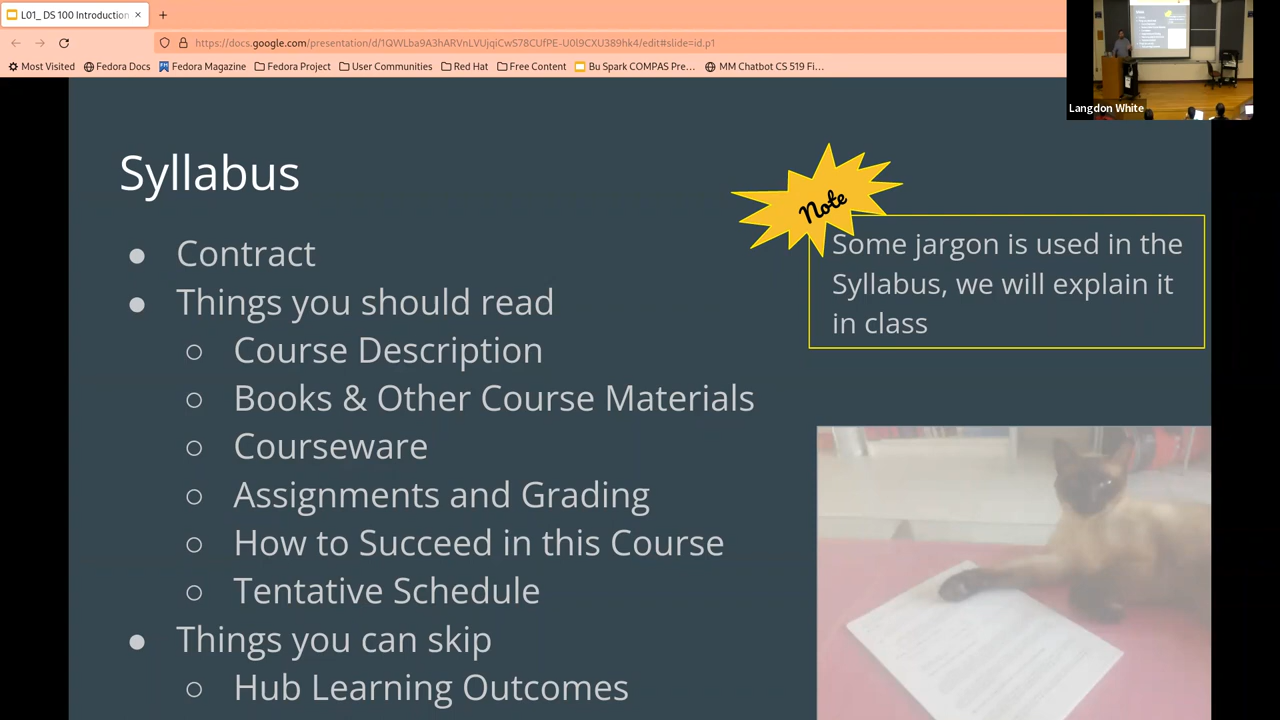 L01_ DS 100 Introduction
https://docs.google.com/presentation/d/1QWLba9A3hARVnLVUjqiCwS78CUfPE-U0l9CXU389hk4/edit#slide=id.p1
Most Visited Fedora Docs Fedora Magazine Fedora Project User Communities Red Hat Free Content Bu Spark COMPAS Pre… MM Chatbot CS 519 Fi…
Langdon White
Syllabus
Note
Some jargon is used in the
Syllabus, we will explain it
in class
● Contract
● Things you should read
○ Course Description
○ Books & Other Course Materials
○ Courseware
○ Assignments and Grading
○ How to Succeed in this Course
○ Tentative Schedule
● Things you can skip
○ Hub Learning Outcomes